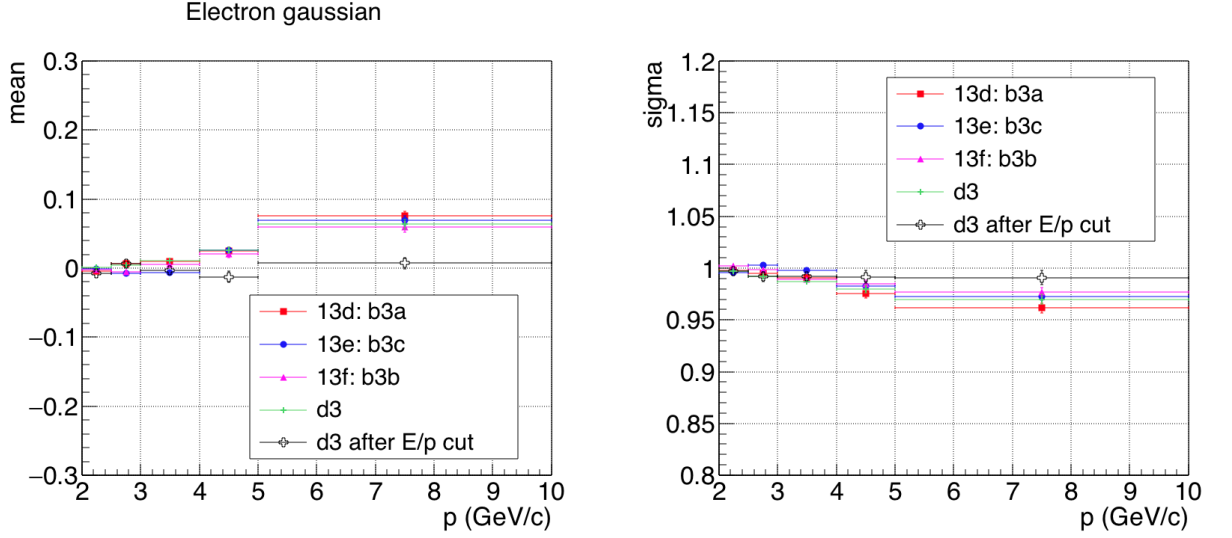 Electron gaussian
mean
0.3
0.2
0.1
0
−0.1
−0.2
−0.3
13d: b3a
13e: b3c
13f: b3b
d3
d3 after E/p cut
2 3 4 5 6 7 8 9 10
p (GeV/c)
sigma
1.2
1.15
1.1
1.05
1
0.95
0.9
0.85
0.8
13d: b3a
13e: b3c
13f: b3b
d3
d3 after E/p cut
2 3 4 5 6 7 8 9 10
p (GeV/c)